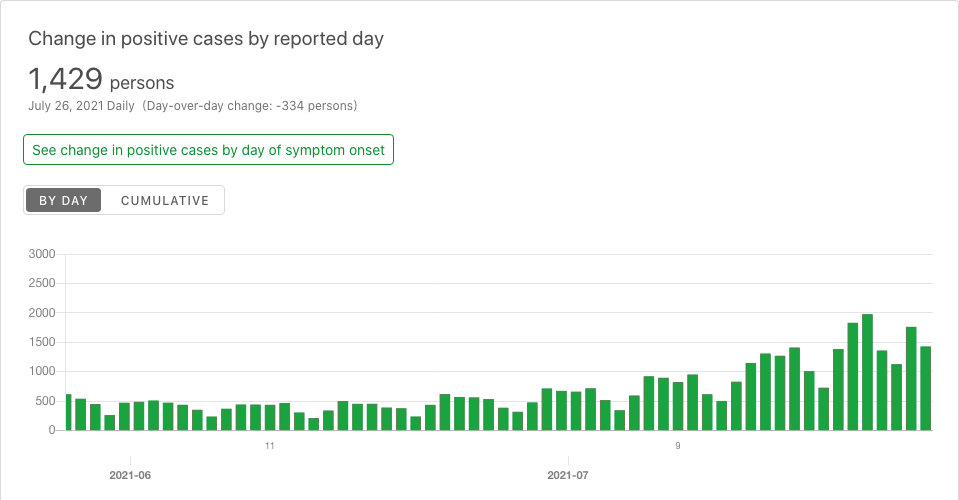 Change in positive cases by reported day
1,429 persons
July 26, 2021 Daily (Day-over-day change: -334 persons)
See change in positive cases by day of symptom onset
BY DAY CUMULATIVE
3000
2500
2000
1500
1000
500
0
11 9
2021-06 2021-07